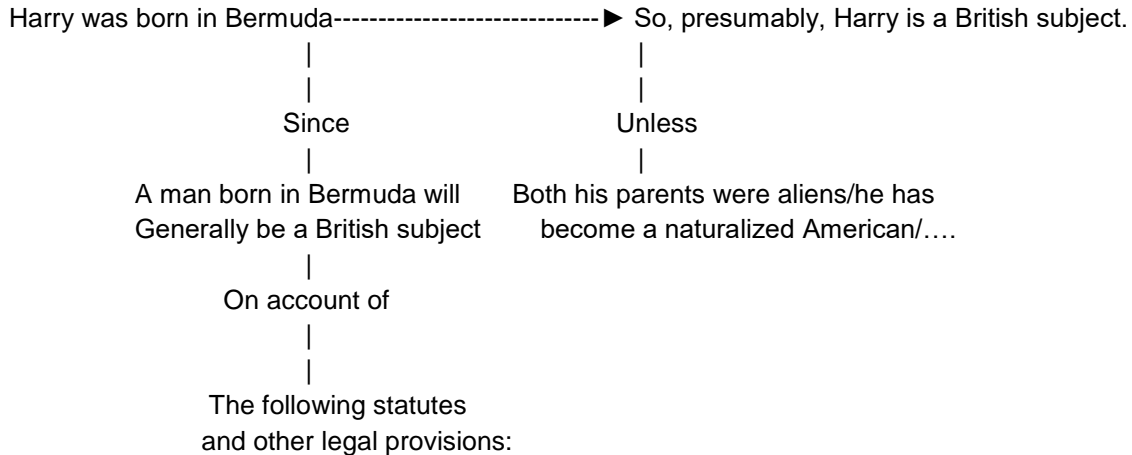 Harry was born in Bermuda------------------------------► So, presumably, Harry is a British subject.
| |
| |
Since Unless
| |
A man born in Bermuda will Both his parents were aliens/he has
Generally be a British subject become a naturalized American/….
|
On account of
|
|
The following statutes
and other legal provisions: